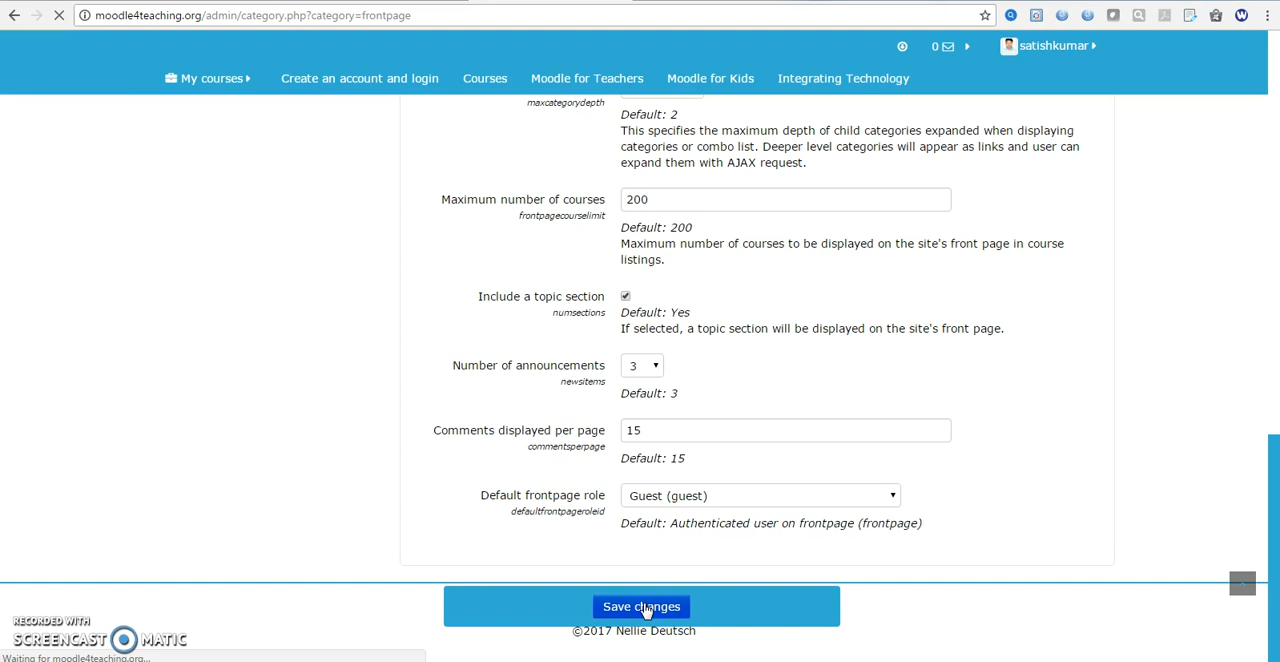 moodle4teaching.org/admin/category.php?category=frontpage
0
satishkumar
My courses
Create an account and login
Courses
Moodle for Teachers
Moodle for Kids
Integrating Technology
maxcategorydepth
Default: 2
This specifies the maximum depth of child categories expanded when displaying
categories or combo list. Deeper level categories will appear as links and user can
expand them with AJAX request.
Maximum number of courses
200
frontpagecourselimit
Default: 200
Maximum number of courses to be displayed on the site's front page in course
listings.
Include a topic section
numsections
Default: Yes
If selected, a topic section will be displayed on the site's front page.
Number of announcements
3
newsitems
Default: 3
Comments displayed per page
15
commentsperpage
Default: 15
Default frontpage role
Guest (guest)
defaultfrontpageroleid
Default: Authenticated user on frontpage (frontpage)
Save changes
©2017 Nellie Deutsch
RECORDED WITH
SCREENCAST MATIC
Waiting for moodle4teaching.org...